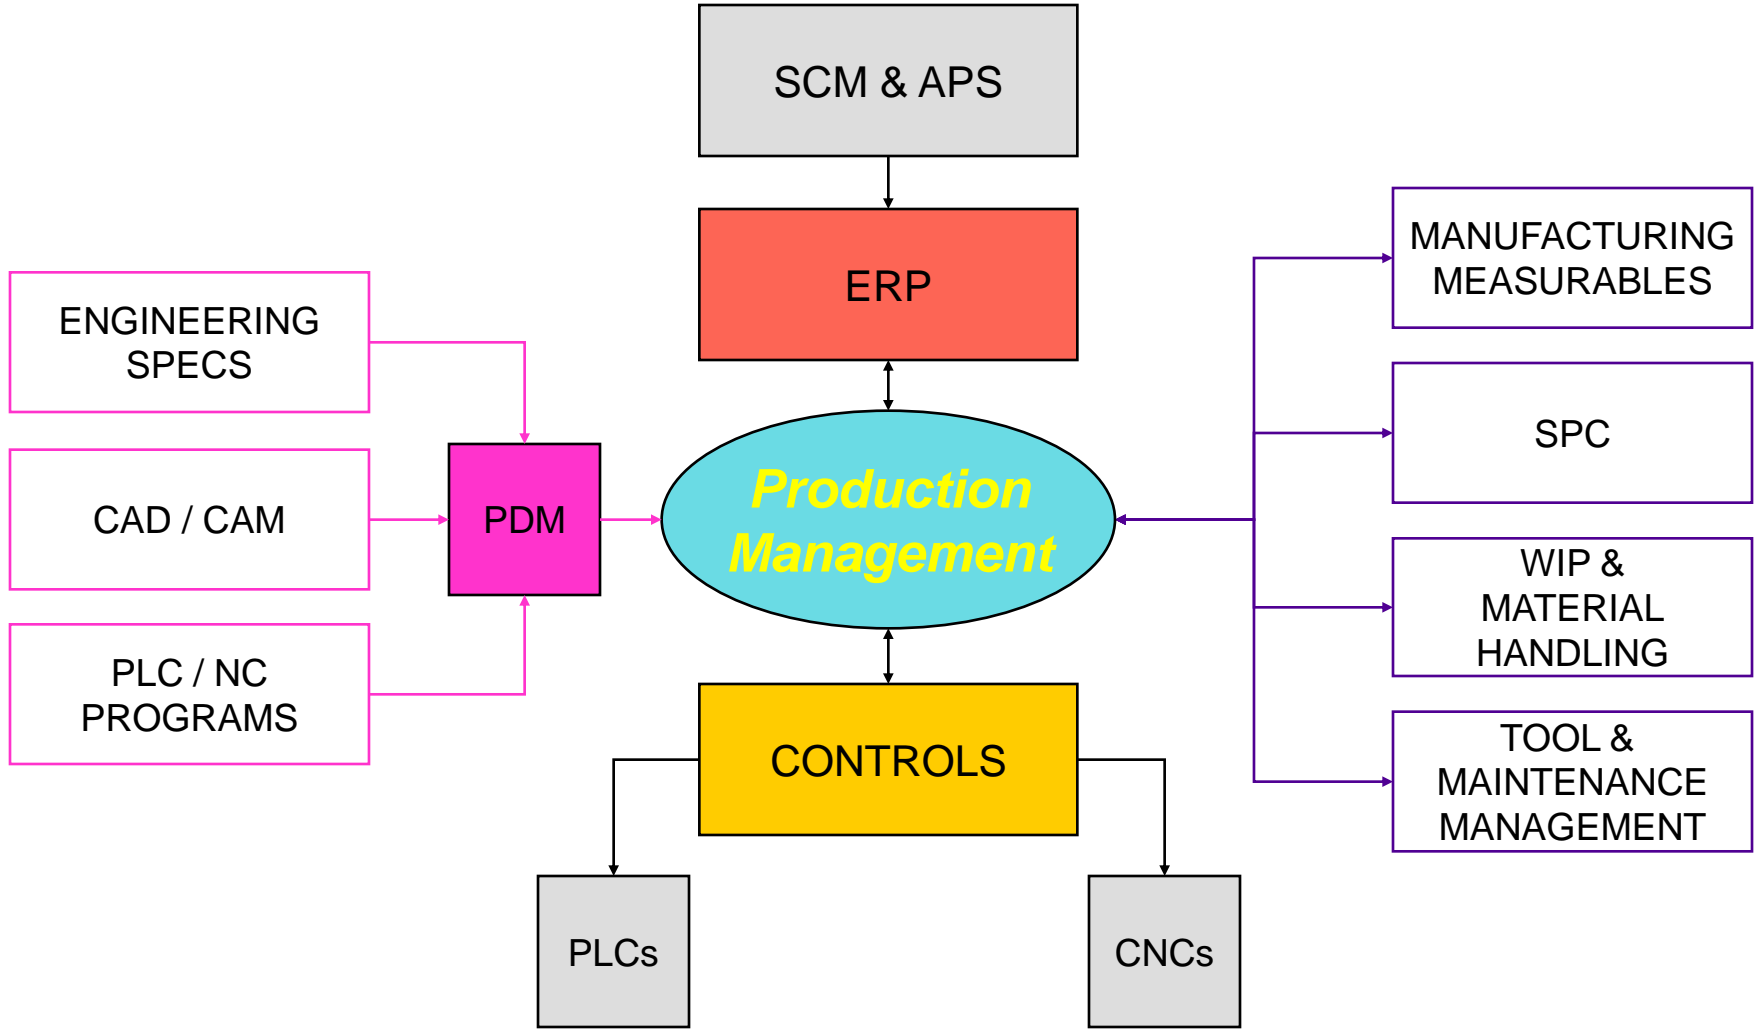 SCM & APS
ERP
ENGINEERING
SPECS
CAD / CAM
PLC / NC
PROGRAMS
PDM
Production
Management
MANUFACTURING
MEASURABLES
SPC
WIP &
MATERIAL
HANDLING
TOOL &
MAINTENANCE
MANAGEMENT
CONTROLS
PLCs
CNCs